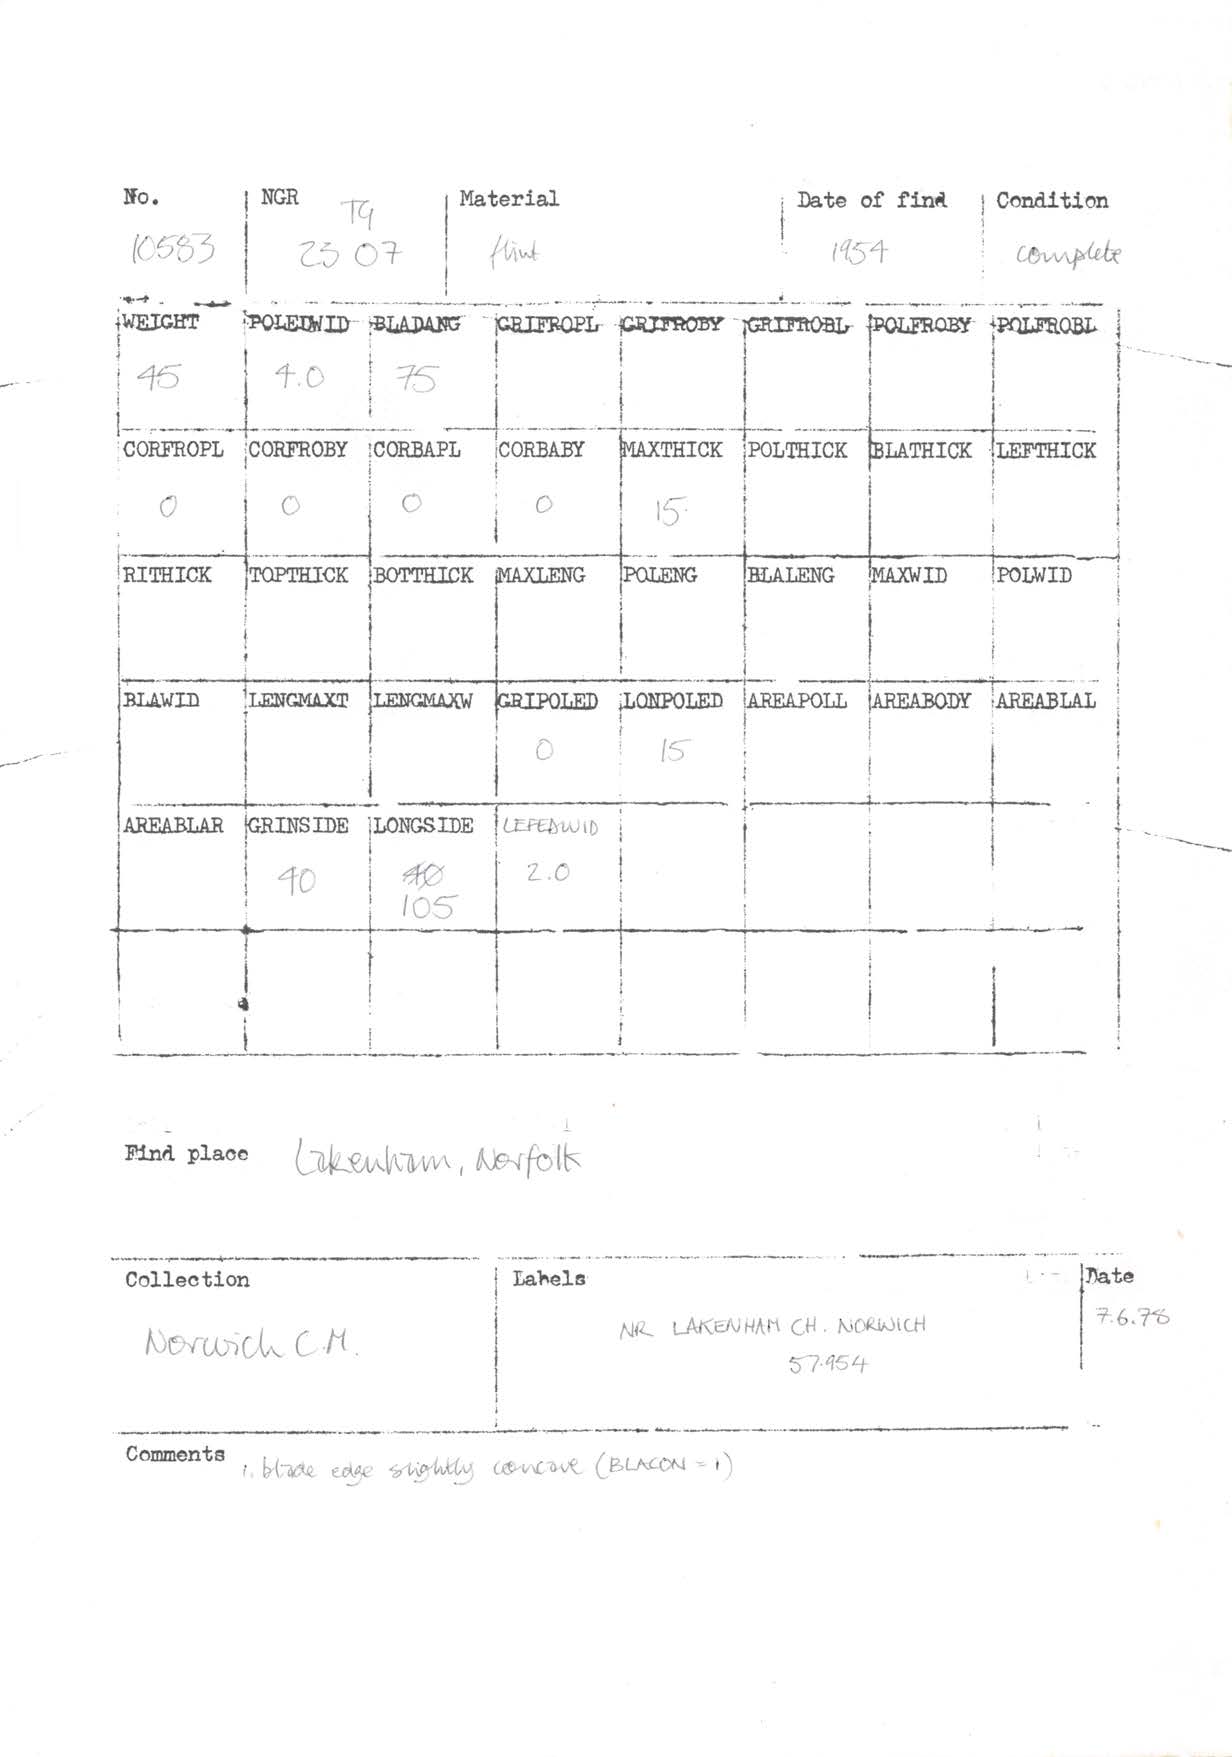 No. NGR Material Date of find Condition
TG
10583 23 07 flint 1954 complete
WEIGHT POLEDWID BLADANG GRIFROPL GRIFROBY GRIFROBL POLFROBY POLFROBL
45 4.0 75
CORFROPL CORFROBY CORBAPL CORBABY MAXTHICK POLTHICK BLATHICK LEFTHICK
0 0 0 0 15
RITHICK TOPTHICK BOTTHICK MAXLENG POLENG BLALENG MAXWID POLWID
BLAWID LENGMAXT LENGMAXW GRIPOLED LONPOLED AREAPOLL AREABODY AREABLAL
0 15
AREABLAR GRINSIDE LONGSIDE LEFEDWID
40 40 2.0
105
Find place Lakenham, Norfolk
Collection Labels Date
Norwich C.M. NR LAKENHAM CH. NORWICH 7.6.78
57.954
Comments 1. blade edge slightly concave (BLACON = 1)